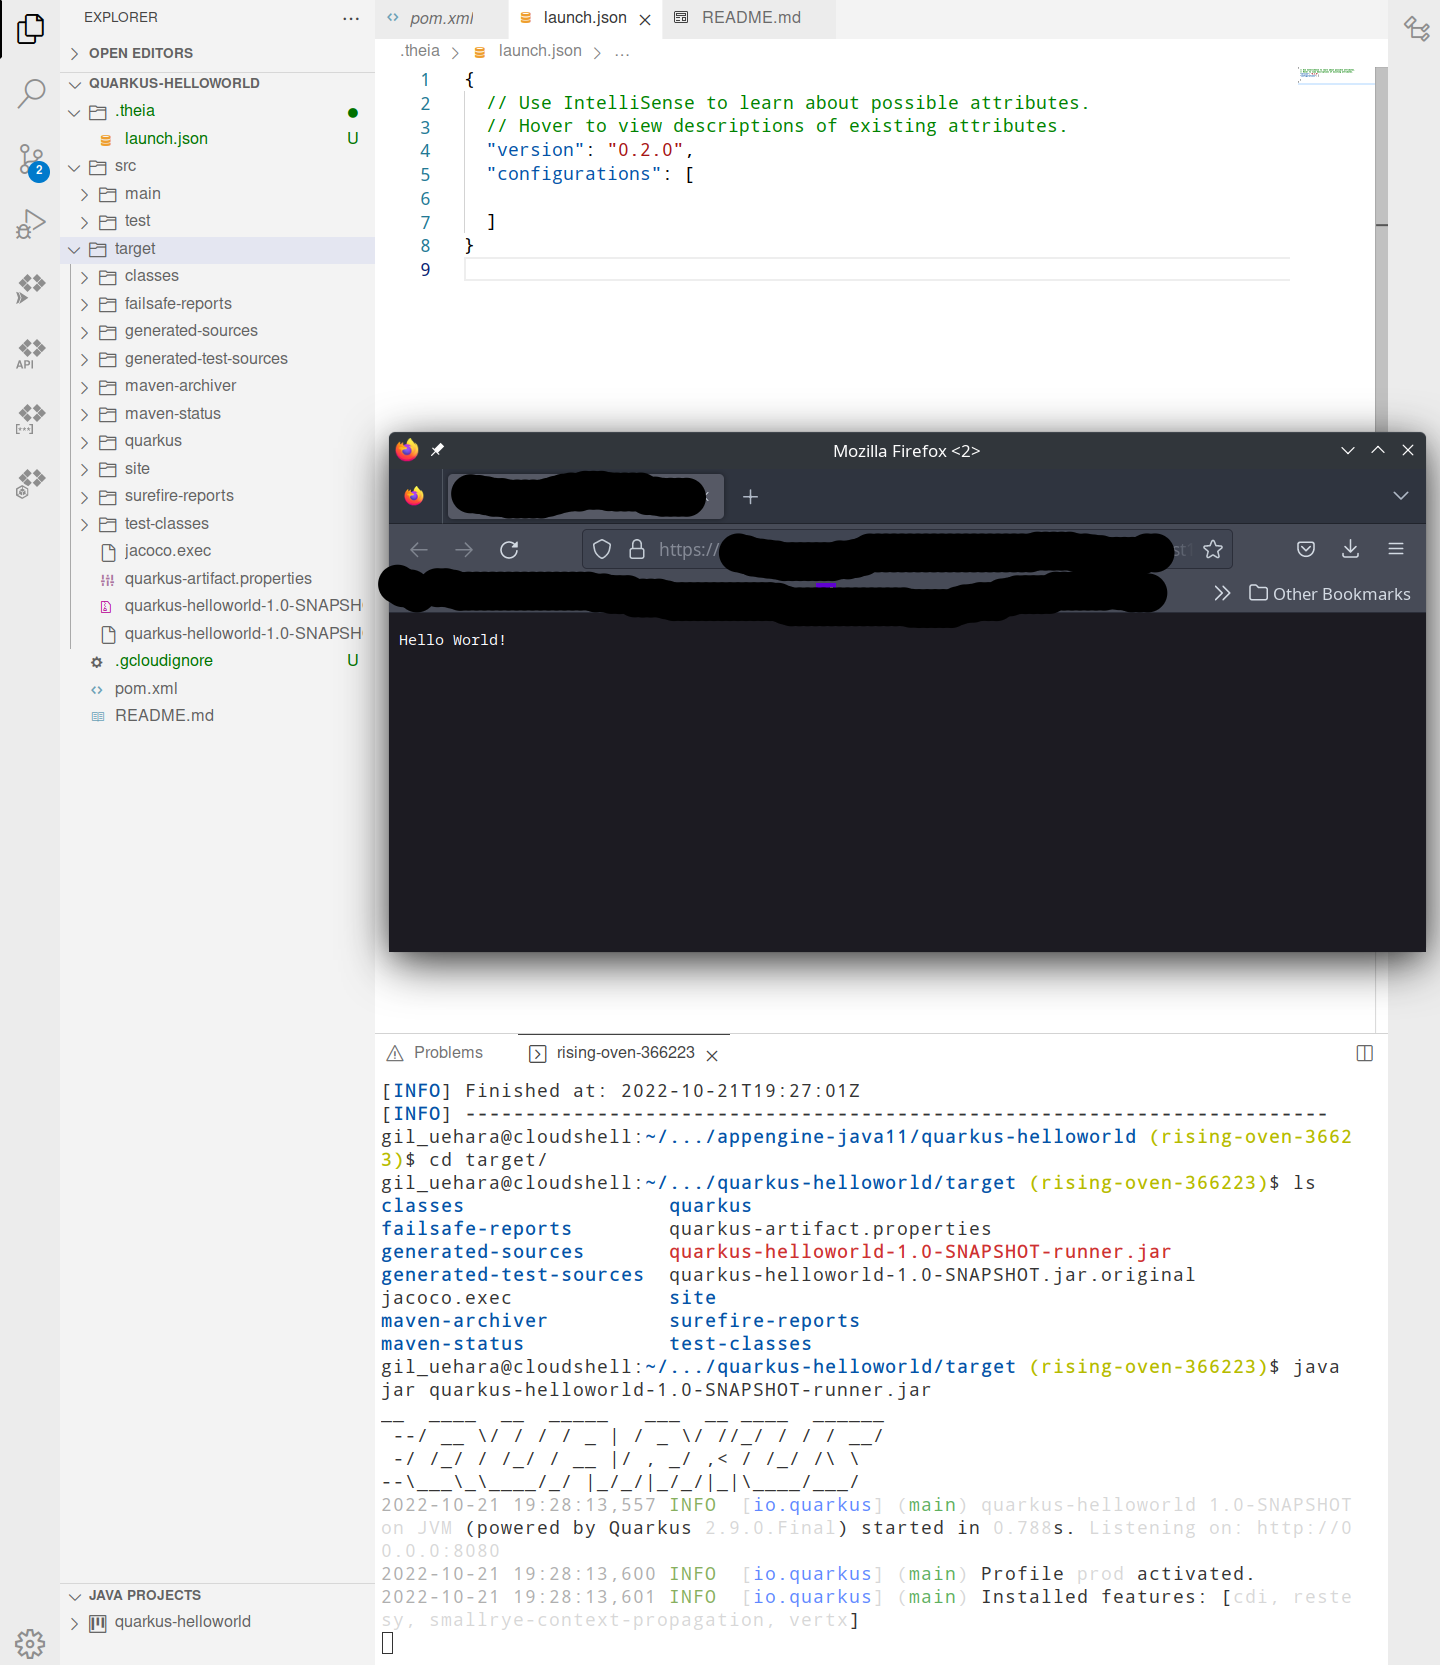 EXPLORER
OPEN EDITORS
QUARKUS-HELLOWORLD
.theia
launch.json U
src
main
test
target
classes
failsafe-reports
generated-sources
generated-test-sources
maven-archiver
maven-status
quarkus
site
surefire-reports
test-classes
jacoco.exec
quarkus-artifact.properties
quarkus-helloworld-1.0-SNAPSH
quarkus-helloworld-1.0-SNAPSH
.gcloudignore U
pom.xml
README.md
JAVA PROJECTS
quarkus-helloworld
2
API
pom.xml launch.json README.md
.theia launch.json ...
1 {
2 // Use IntelliSense to learn about possible attributes.
3 // Hover to view descriptions of existing attributes.
4 "version": "0.2.0",
5 "configurations": [
6
7 ]
8 }
9
Mozilla Firefox <2>
https://
Other Bookmarks
Hello World!
Problems rising-oven-366223
[INFO] Finished at: 2022-10-21T19:27:01Z
[INFO] ------------------------------------------------------------------------
gil_uehara@cloudshell:~/.../appengine-java11/quarkus-helloworld (rising-oven-3662
3)$ cd target/
gil_uehara@cloudshell:~/.../quarkus-helloworld/target (rising-oven-366223)$ ls
classes quarkus
failsafe-reports quarkus-artifact.properties
generated-sources quarkus-helloworld-1.0-SNAPSHOT-runner.jar
generated-test-sources quarkus-helloworld-1.0-SNAPSHOT.jar.original
jacoco.exec site
maven-archiver surefire-reports
maven-status test-classes
gil_uehara@cloudshell:~/.../quarkus-helloworld/target (rising-oven-366223)$ java
jar quarkus-helloworld-1.0-SNAPSHOT-runner.jar
__  ____  __  _____   ___  __ ____  ______
 --/ __ \/ / / / _ | / _ \/ //_/ / / / __/
 -/ /_/ / /_/ / __ |/ , _/ ,< / /_/ /\ \
--\___\_\____/_/ |_/_/|_/_/|_|\____/___/
2022-10-21 19:28:13,557 INFO [io.quarkus] (main) quarkus-helloworld 1.0-SNAPSHOT
on JVM (powered by Quarkus 2.9.0.Final) started in 0.788s. Listening on: http://0
0.0.0:8080
2022-10-21 19:28:13,600 INFO [io.quarkus] (main) Profile prod activated.
2022-10-21 19:28:13,601 INFO [io.quarkus] (main) Installed features: [cdi, reste
sy, smallrye-context-propagation, vertx]